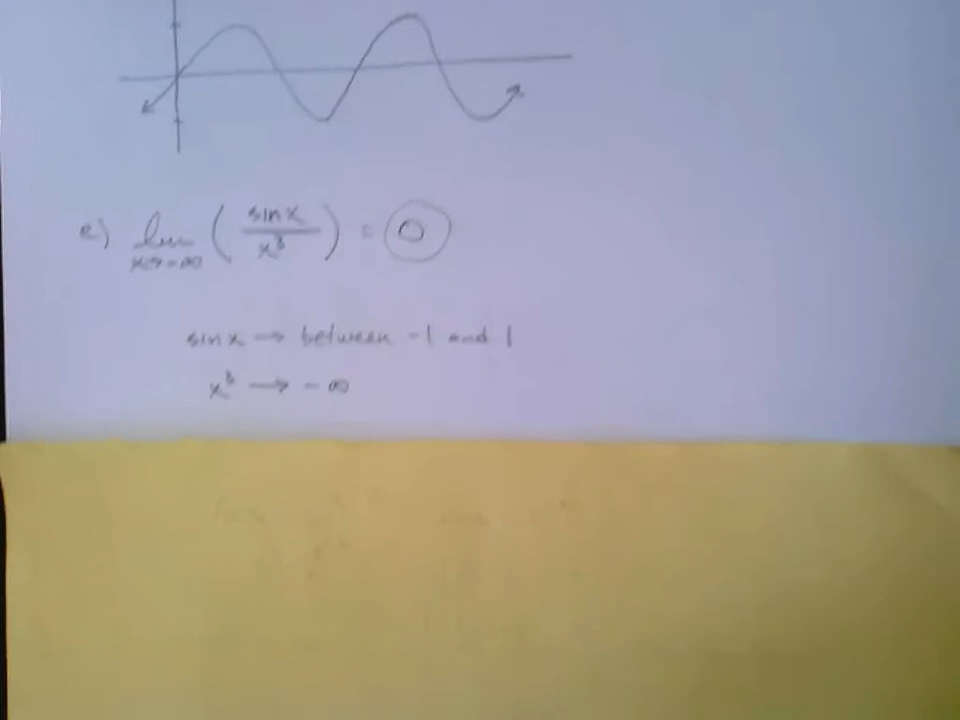 e) lim x→-∞ ( sin x / x³ ) = 0
sin x → between -1 and 1
x³ → -∞